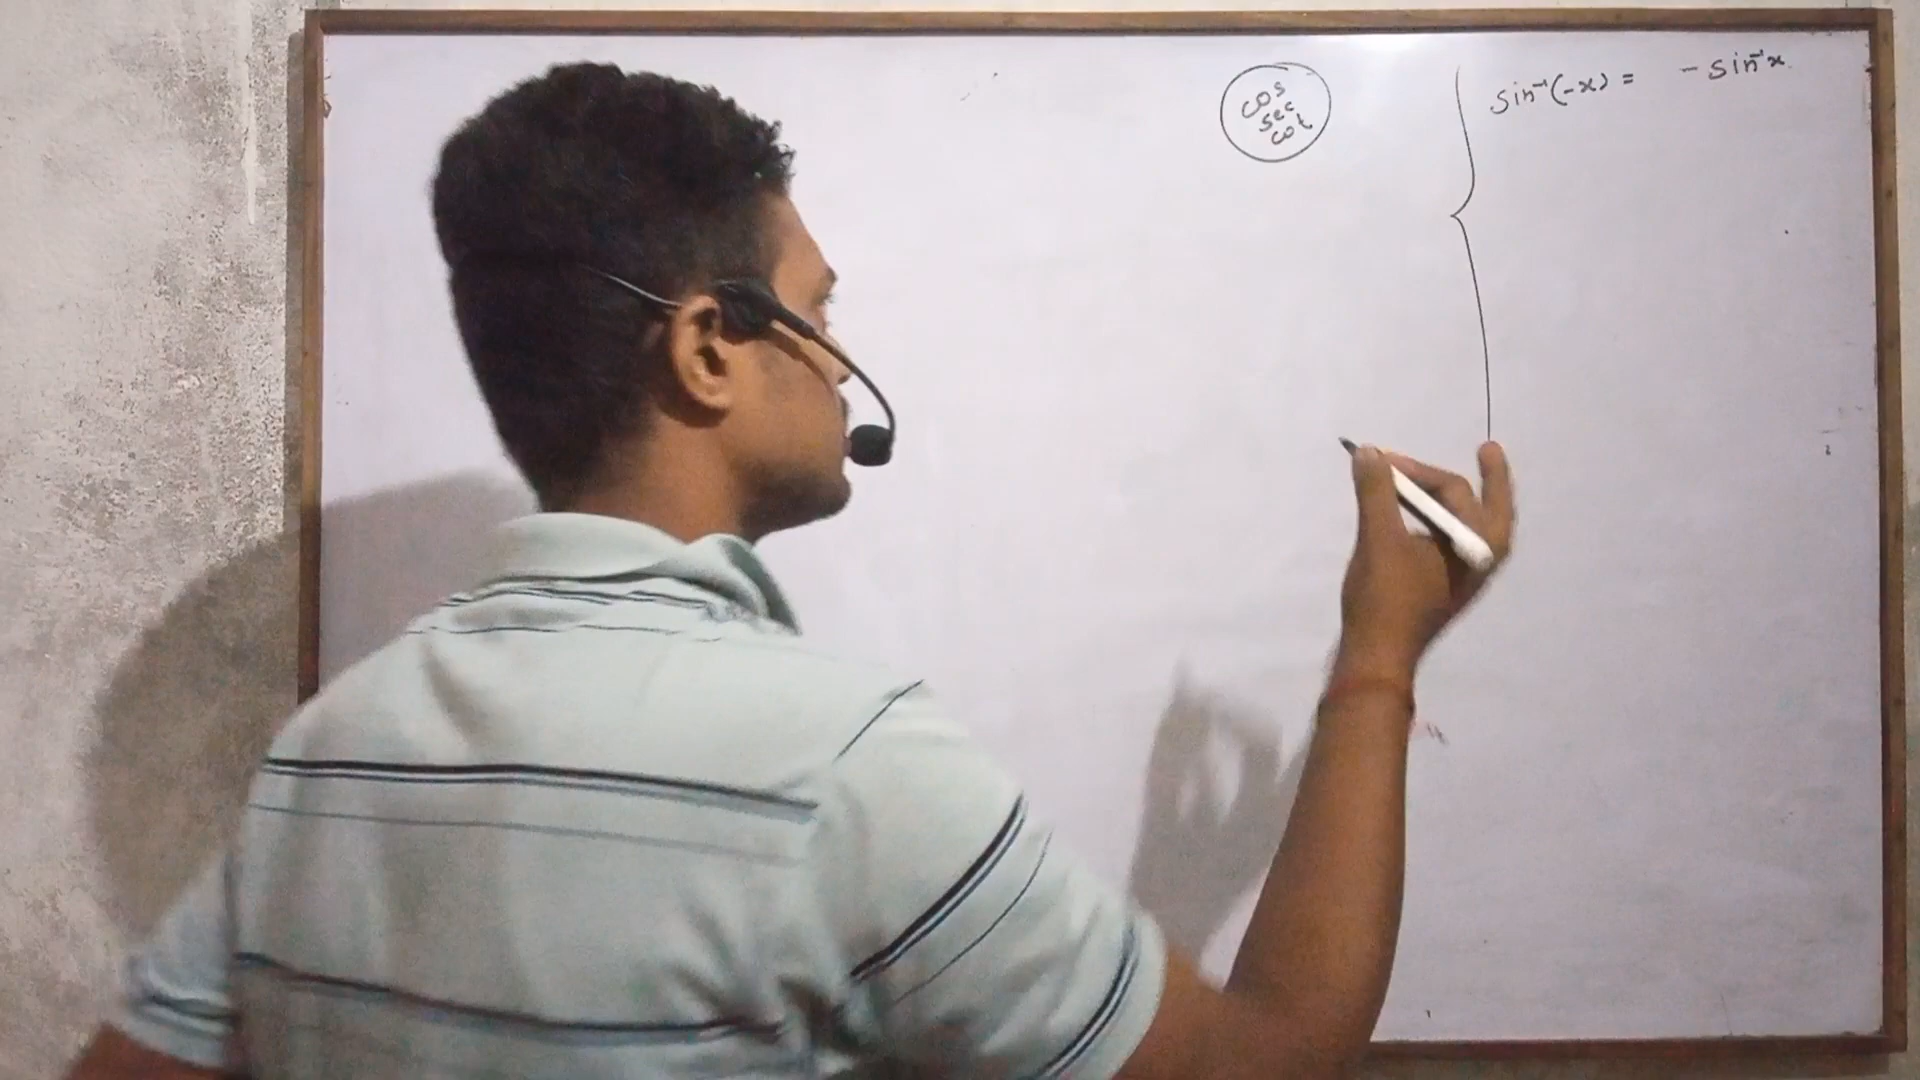 cos
sec
cot
sin⁻¹(-x) = - sin⁻¹x